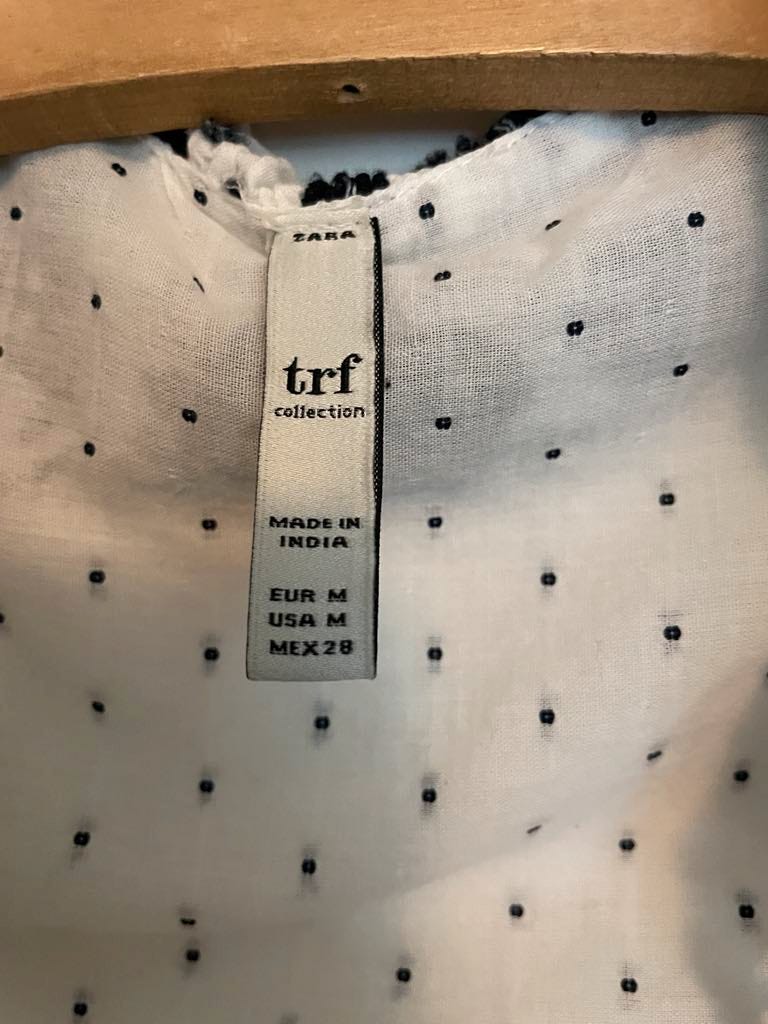 ZARA
trf
collection
MADE IN
INDIA
EUR M
USA M
MEX 28